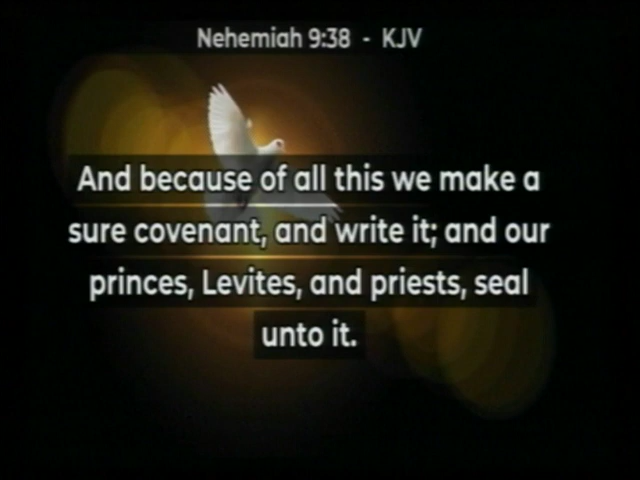 Nehemiah 9:38 - KJV
And because of all this we make a
sure covenant, and write it; and our
princes, Levites, and priests, seal
unto it.